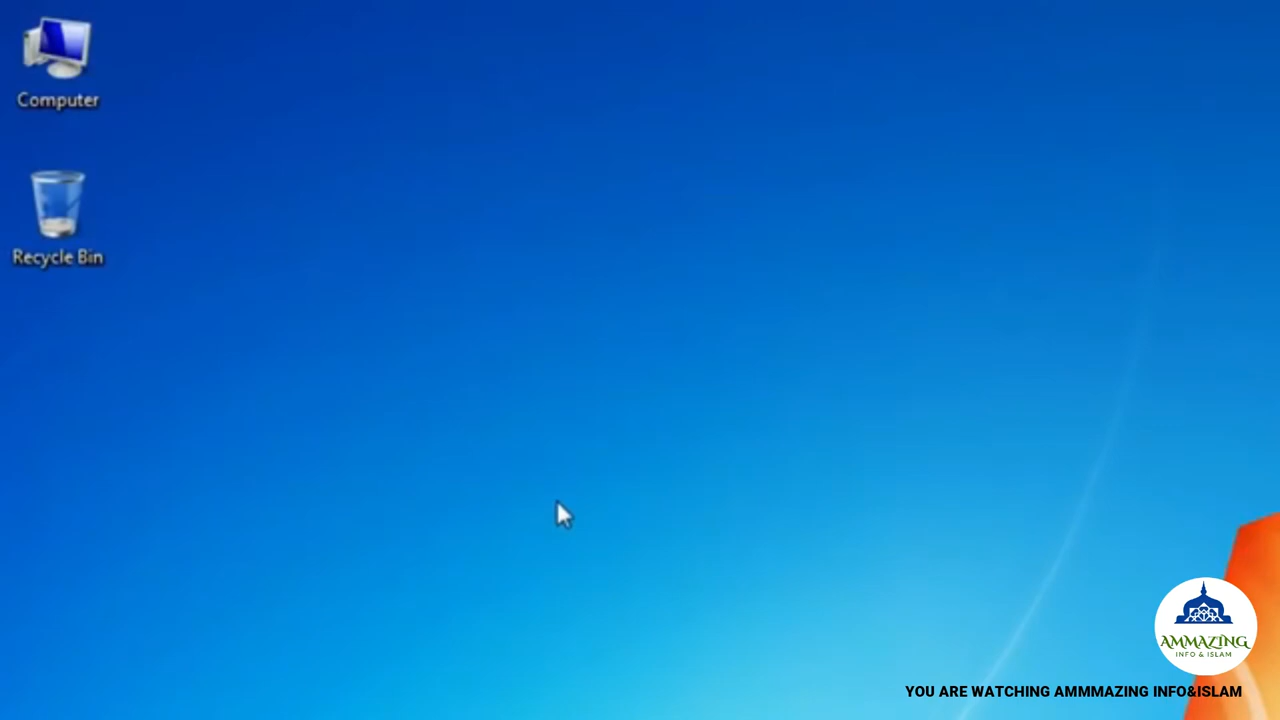 Computer
Recycle Bin
AMMAZING
INFO & ISLAM
YOU ARE WATCHING AMMMAZING INFO&ISLAM